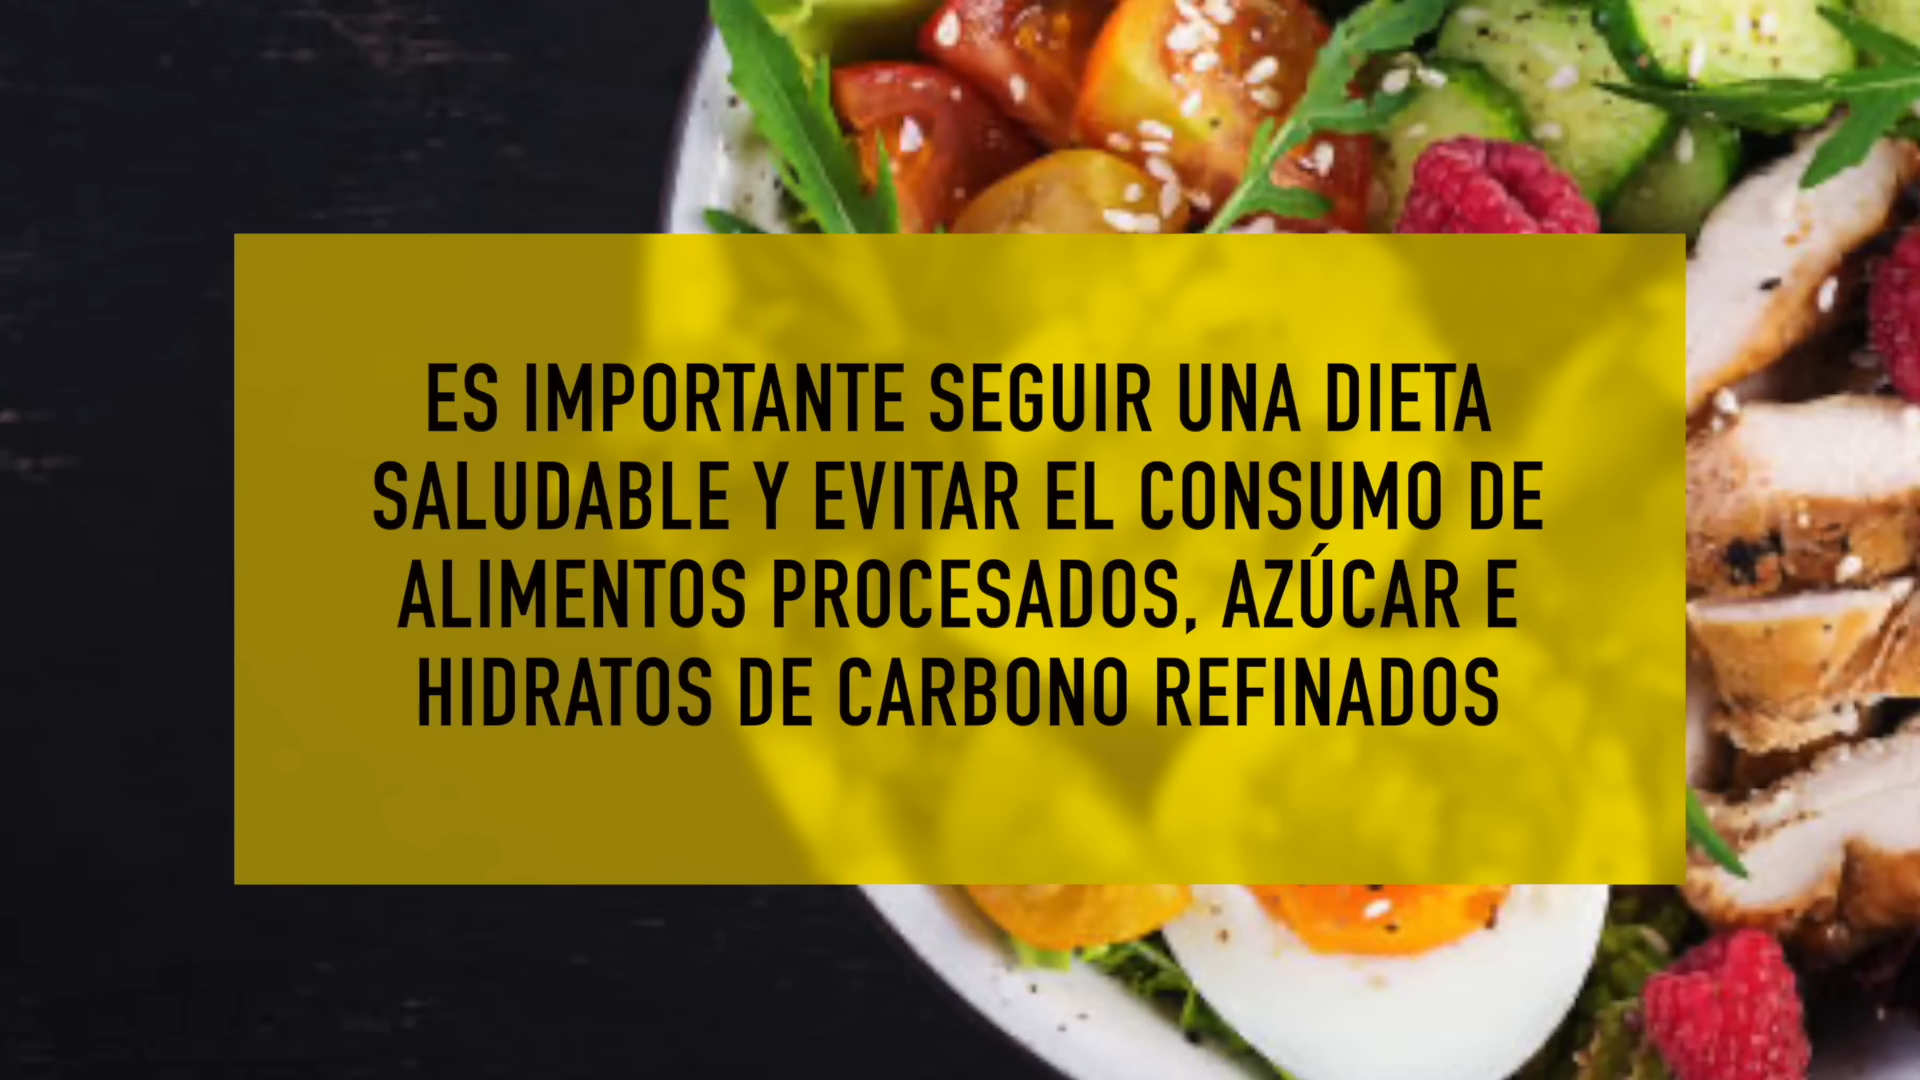 ES IMPORTANTE SEGUIR UNA DIETA
SALUDABLE Y EVITAR EL CONSUMO DE
ALIMENTOS PROCESADOS, AZÚCAR E
HIDRATOS DE CARBONO REFINADOS